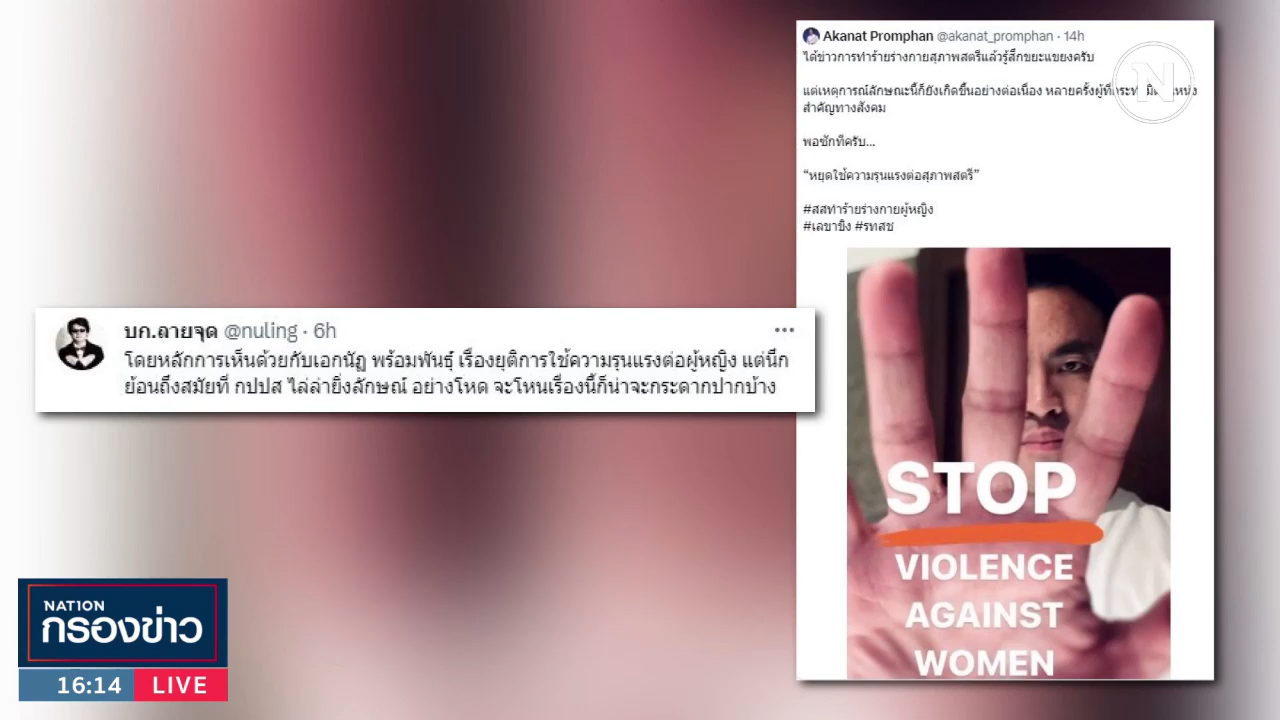 Akanat Promphan @akanat_promphan · 14h
ได้ข่าวการทำร้ายร่างกายสุภาพสตรีแล้วรู้สึกขยะแขยงครับ
แต่เหตุการณ์ลักษณะนี้ก็ยังเกิดขึ้นอย่างต่อเนื่อง หลายครั้งผู้ที่กระทำมีตำแหน่ง
สำคัญทางสังคม
พอซักทีครับ...
“หยุดใช้ความรุนแรงต่อสุภาพสตรี”
#สสทำร้ายร่างกายผู้หญิง
#เลขาขิง #รทสช
N
บก.ลายจุด @nuling · 6h
โดยหลักการเห็นด้วยกับเอกนัฏ พร้อมพันธุ์ เรื่องยุติการใช้ความรุนแรงต่อผู้หญิง แต่นึก
ย้อนถึงสมัยที่ กปปส ไล่ล่ายิ่งลักษณ์ อย่างโหด จะโหนเรื่องนี้ก็น่าจะกระดากปากบ้าง
STOP
VIOLENCE
AGAINST
WOMEN
NATION
กรองข่าว
16:14 LIVE